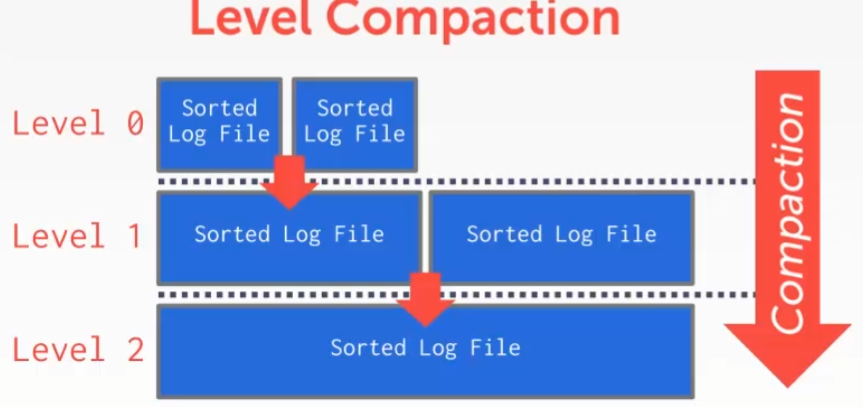 Level Compaction
Level 0
Sorted
Log File
Sorted
Log File
Level 1
Sorted Log File
Sorted Log File
Level 2
Sorted Log File
Compaction